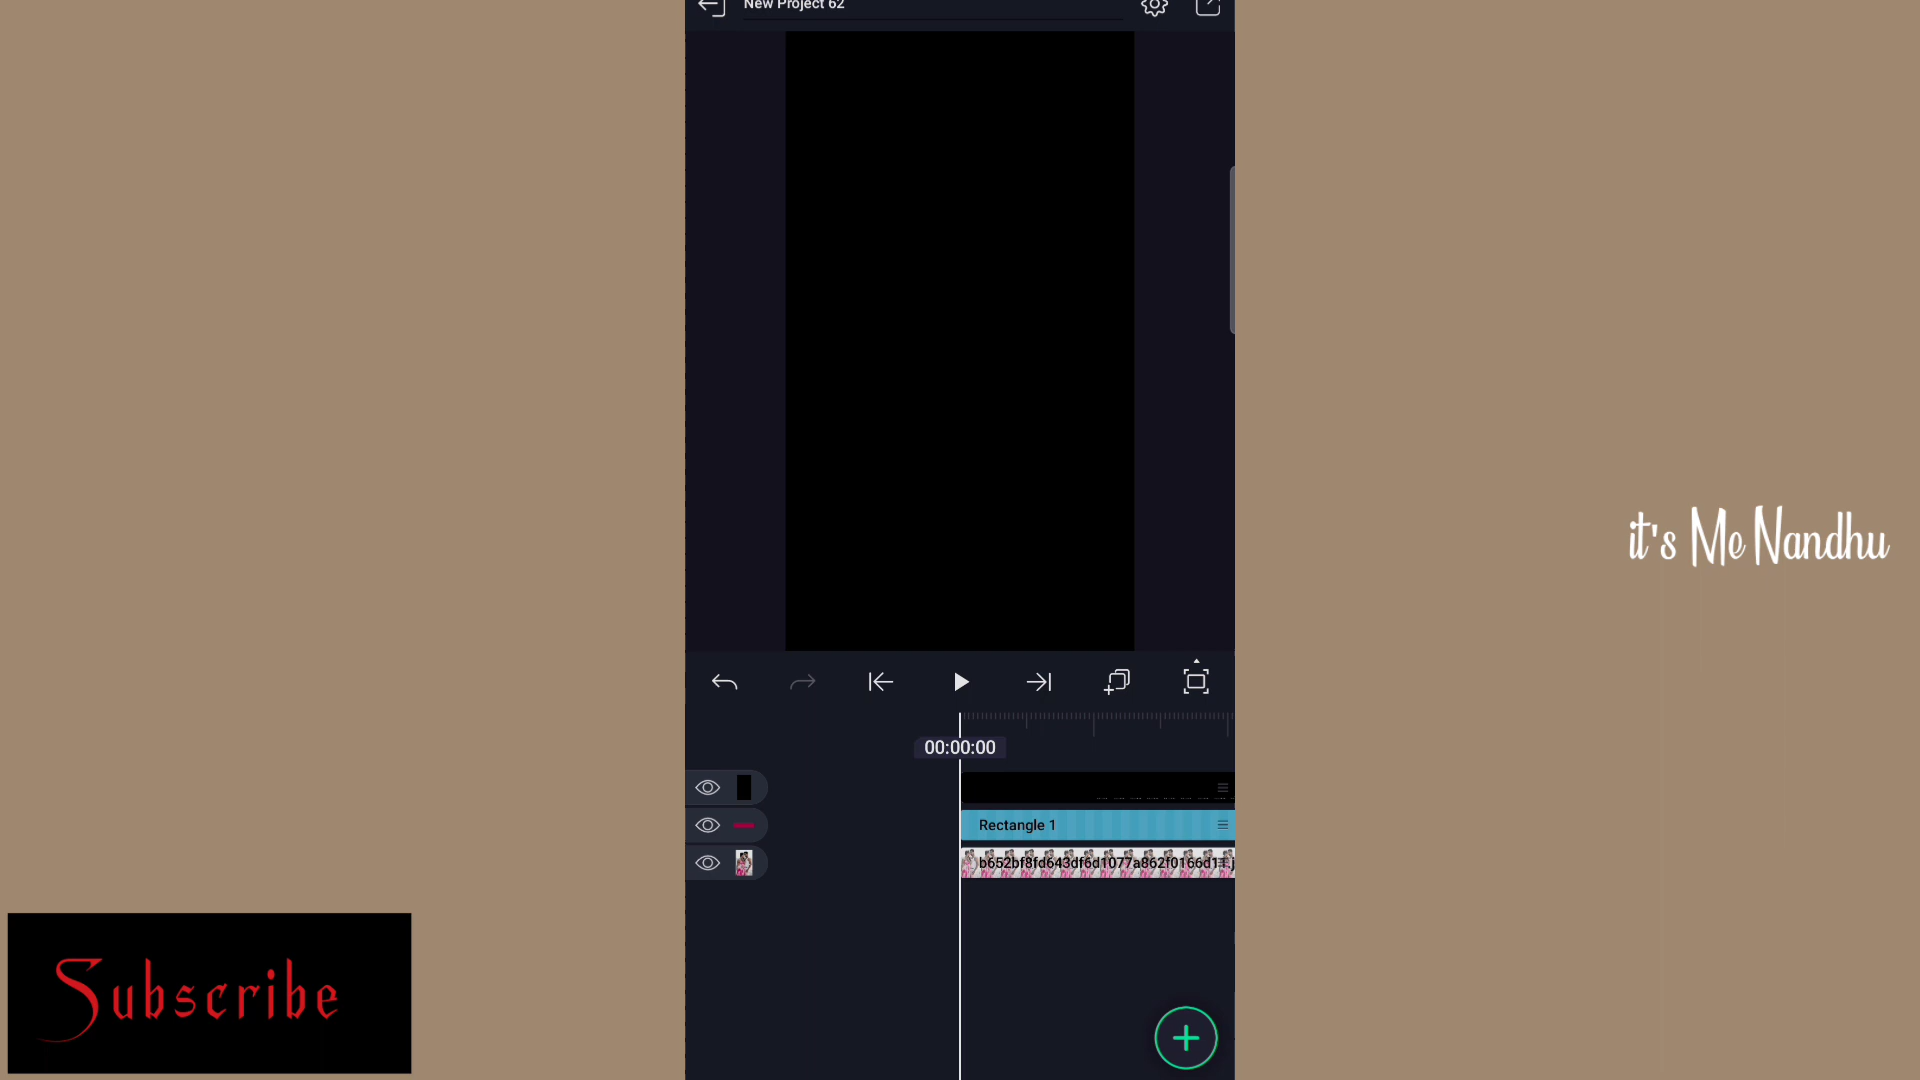 New Project 62
00:00:00
Rectangle 1
b652bf8fd643df6d1077a862f0166d11.j
it's Me Nandhu
Subscribe